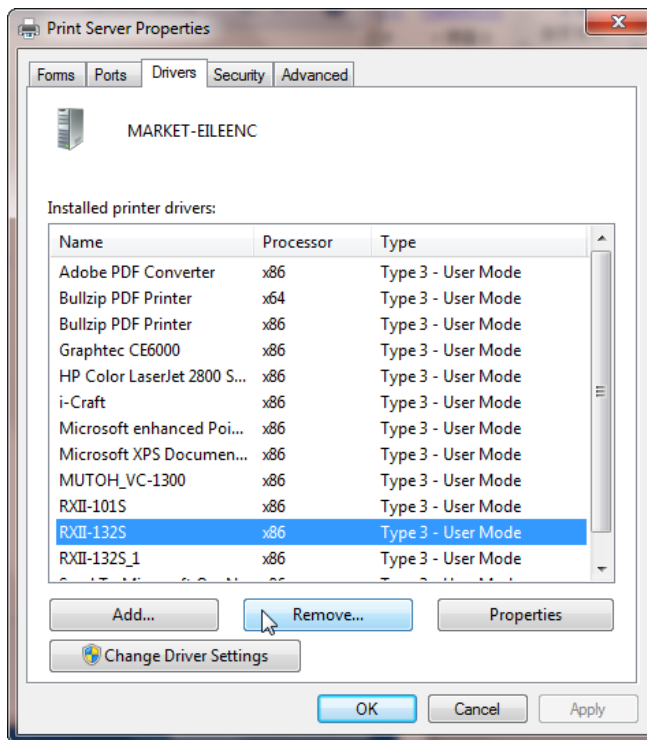 Print Server Properties
Forms Ports Drivers Security Advanced
MARKET-EILEENC
Installed printer drivers:
Name Processor Type
Adobe PDF Converter x86 Type 3 - User Mode
Bullzip PDF Printer x64 Type 3 - User Mode
Bullzip PDF Printer x86 Type 3 - User Mode
Graphtec CE6000 x86 Type 3 - User Mode
HP Color LaserJet 2800 S... x86 Type 3 - User Mode
i-Craft x86 Type 3 - User Mode
Microsoft enhanced Poi... x86 Type 3 - User Mode
Microsoft XPS Documen... x86 Type 3 - User Mode
MUTOH_VC-1300 x86 Type 3 - User Mode
RXII-101S x86 Type 3 - User Mode
RXII-132S x86 Type 3 - User Mode
RXII-132S_1 x86 Type 3 - User Mode
Add... Remove... Properties
Change Driver Settings
OK Cancel Apply